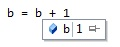 b = b + 1
b 1